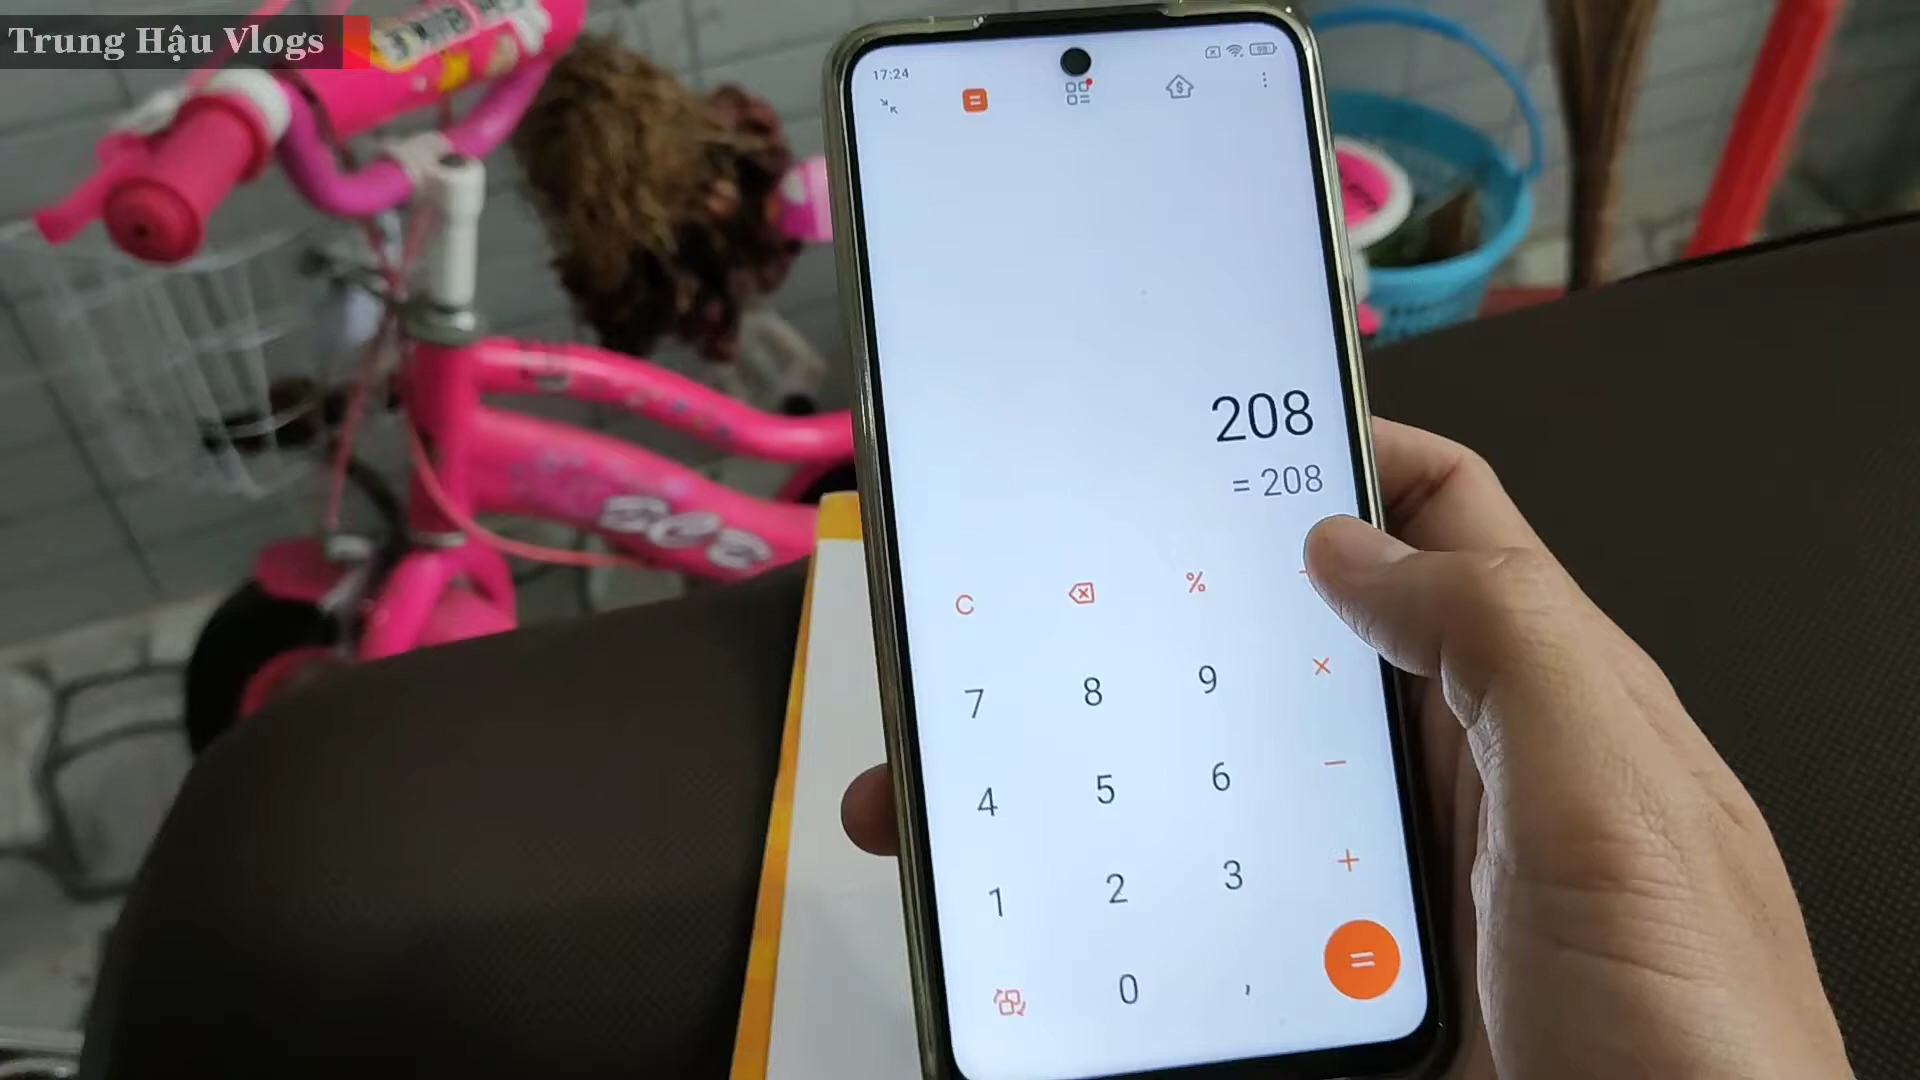 Trung Hậu Vlogs
17:24
208
= 208
C %
7 8 9 ×
4 5 6 −
1 2 3 +
0 , =